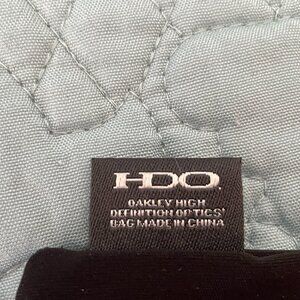 HDO
OAKLEY HIGH
DEFINITION OPTICS®
BAG MADE IN CHINA